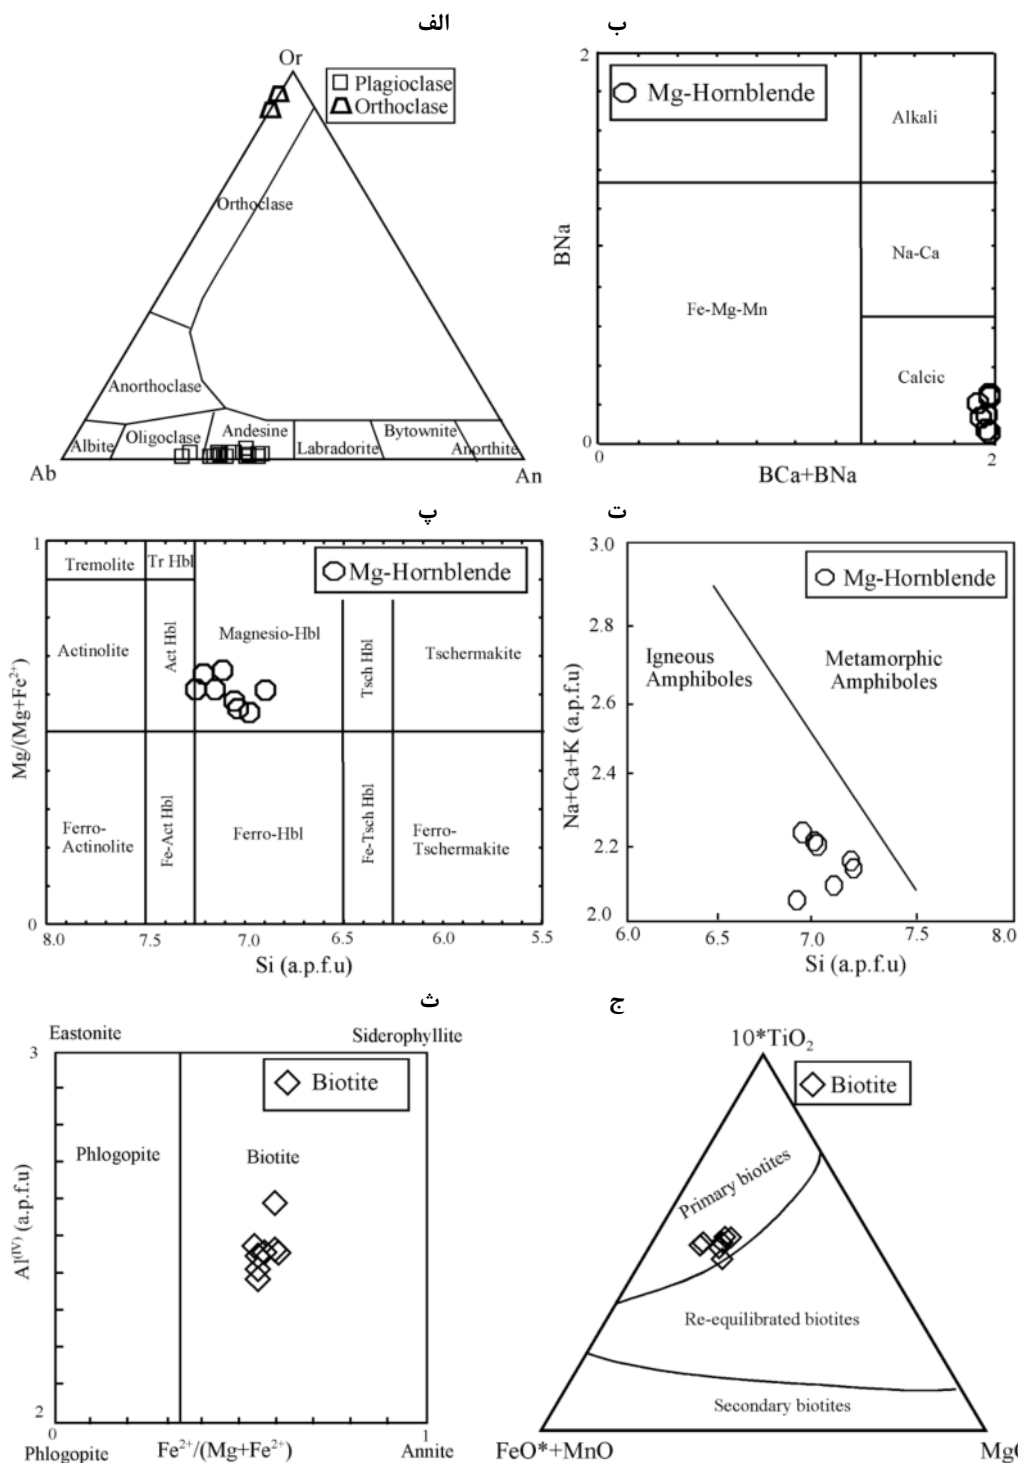 الف
Or
Plagioclase
Orthoclase
Orthoclase
Anorthoclase
Albite
Oligoclase
Andesine
Labradorite
Bytownite
Anorthite
Ab
An
ب
2
Mg-Hornblende
Alkali
BNa
Na-Ca
Fe-Mg-Mn
Calcic
0
0
2
BCa+BNa
پ
1
Tremolite
Tr Hbl
Mg-Hornblende
Actinolite
Act Hbl
Magnesio-Hbl
Tsch Hbl
Tschermakite
Mg/(Mg+Fe²⁺)
Ferro-
Actinolite
Fe-Act Hbl
Ferro-Hbl
Fe-Tsch Hbl
Ferro-
Tschermakite
0
8.0
7.5
7.0
6.5
6.0
5.5
Si (a.p.f.u)
ت
3.0
Mg-Hornblende
2.8
Igneous
Amphiboles
Metamorphic
Amphiboles
2.6
Na+Ca+K (a.p.f.u)
2.4
2.2
2.0
6.0
6.5
7.0
7.5
8.0
Si (a.p.f.u)
ث
Eastonite
Siderophyllite
3
Biotite
Phlogopite
Biotite
Al⁽ᴵⱽ⁾ (a.p.f.u)
2
0
1
Phlogopite
Fe²⁺/(Mg+Fe²⁺)
Annite
ج
10*TiO₂
Biotite
Primary biotites
Re-equilibrated biotites
Secondary biotites
FeO*+MnO
MgO